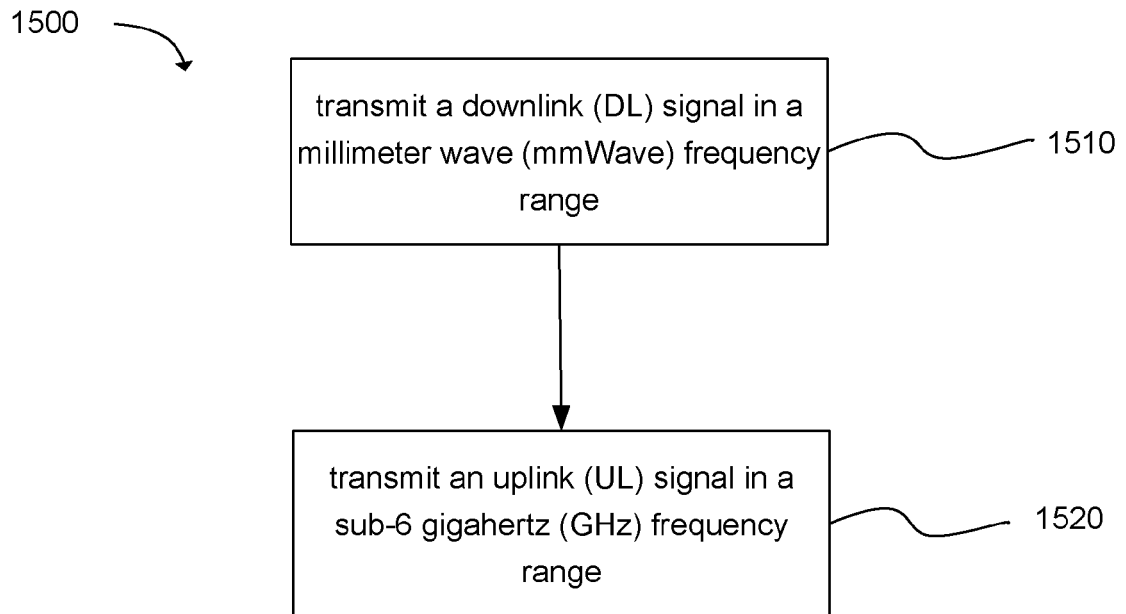 1500
transmit a downlink (DL) signal in a
millimeter wave (mmWave) frequency
range
1510
transmit an uplink (UL) signal in a
sub-6 gigahertz (GHz) frequency
range
1520